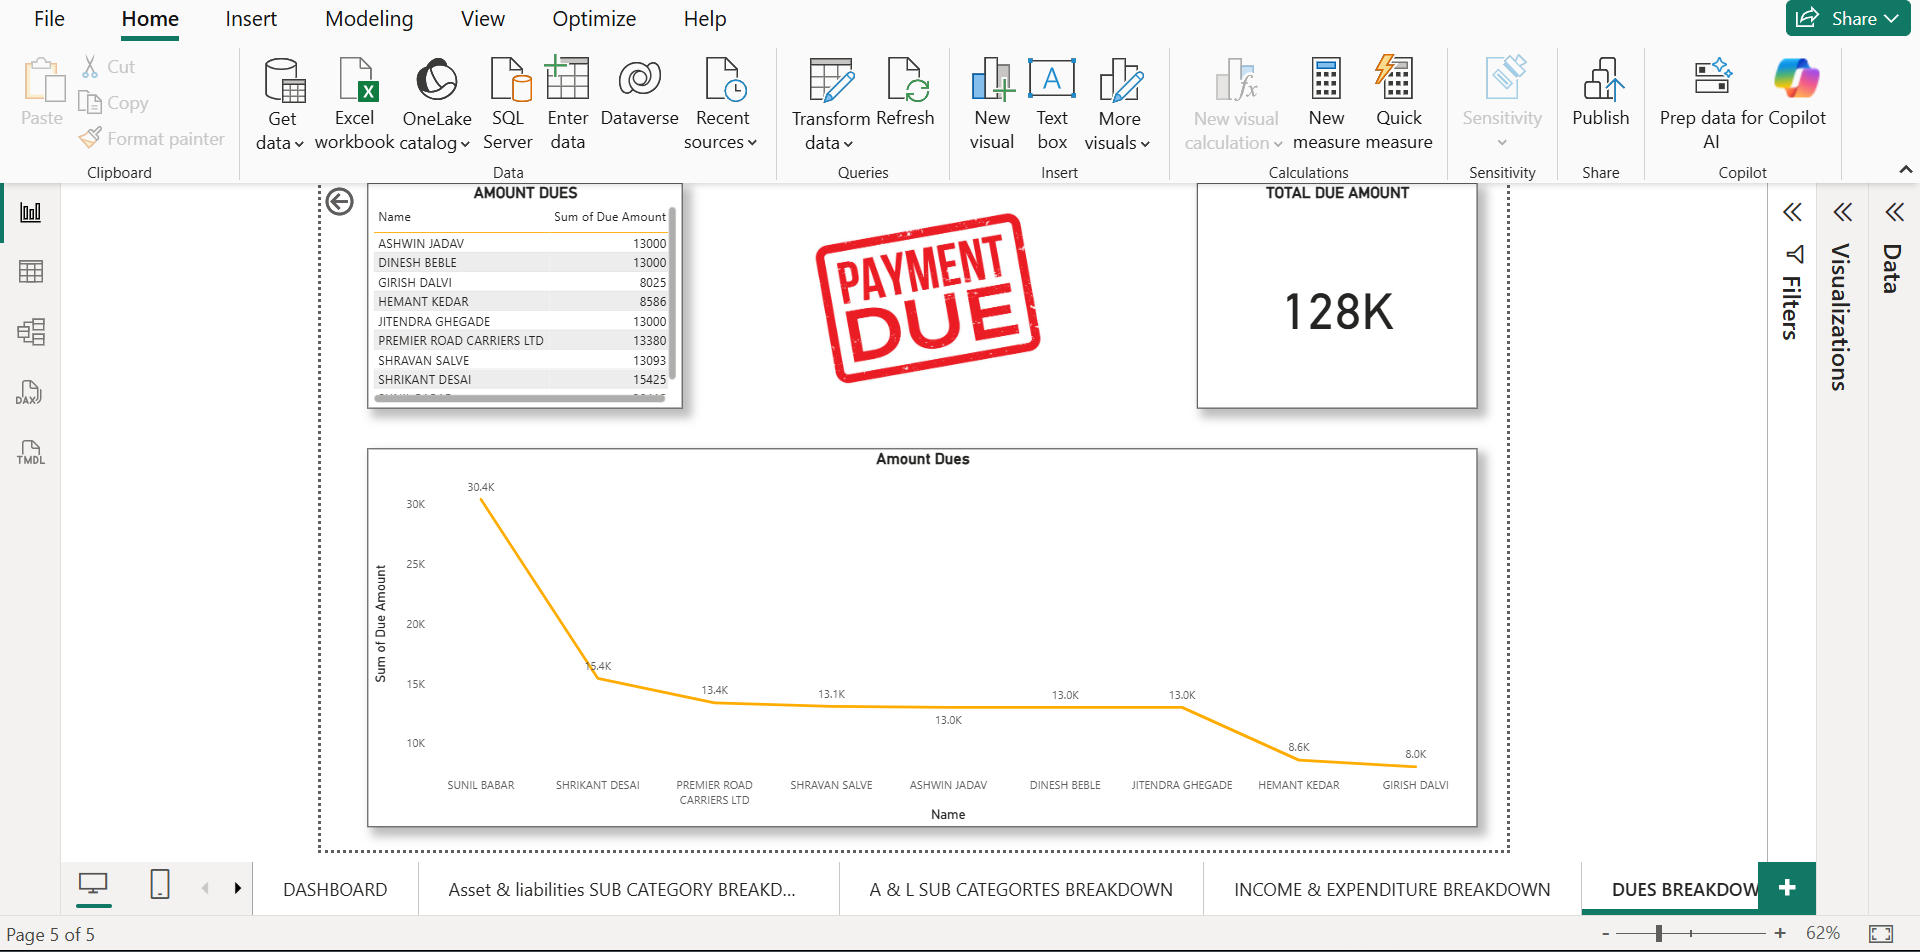 File Home Insert Modeling View Optimize Help Share
Paste
Cut
Copy
Format painter
Clipboard
Get data
Excel workbook
OneLake catalog
SQL Server
Enter data
Dataverse
Recent sources
Data
Transform data
Refresh
Queries
New visual
Text box
More visuals
Insert
New visual calculation
New measure
Quick measure
Calculations
Sensitivity
Sensitivity
Publish
Share
Prep data for AI
Copilot
Copilot
DAX
TMDL
AMOUNT DUES
Name Sum of Due Amount
ASHWIN JADAV 13000
DINESH BEBLE 13000
GIRISH DALVI 8025
HEMANT KEDAR 8586
JITENDRA GHEGADE 13000
PREMIER ROAD CARRIERS LTD 13380
SHRAVAN SALVE 13093
SHRIKANT DESAI 15425
PAYMENT
DUE
TOTAL DUE AMOUNT
128K
Filters
Visualizations
Data
Amount Dues
Sum of Due Amount
30K
25K
20K
15K
10K
30.4K
15.4K
13.4K
13.1K
13.0K
13.0K
13.0K
8.6K
8.0K
SUNIL BABAR
SHRIKANT DESAI
PREMIER ROAD
CARRIERS LTD
SHRAVAN SALVE
ASHWIN JADAV
DINESH BEBLE
JITENDRA GHEGADE
HEMANT KEDAR
GIRISH DALVI
Name
DASHBOARD
Asset & liabilities SUB CATEGORY BREAKD...
A & L SUB CATEGORTES BREAKDOWN
INCOME & EXPENDITURE BREAKDOWN
DUES BREAKDOW
Page 5 of 5
- + 62%